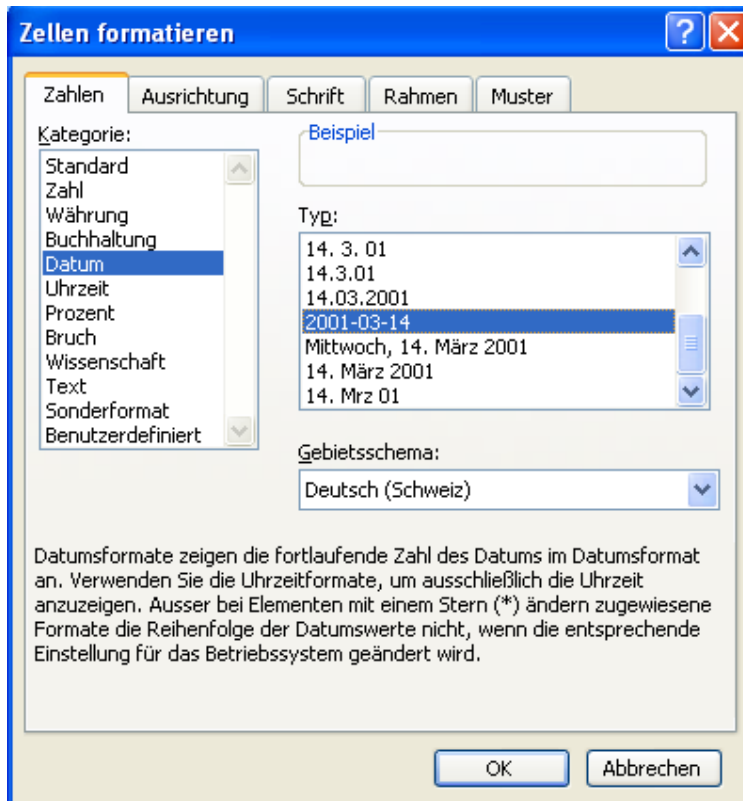 Zellen formatieren
Zahlen Ausrichtung Schrift Rahmen Muster
Kategorie:
Standard
Zahl
Währung
Buchhaltung
Datum
Uhrzeit
Prozent
Bruch
Wissenschaft
Text
Sonderformat
Benutzerdefiniert
Beispiel
Typ:
14. 3. 01
14.3.01
14.03.2001
2001-03-14
Mittwoch, 14. März 2001
14. März 2001
14. Mrz 01
Gebietsschema:
Deutsch (Schweiz)
Datumsformate zeigen die fortlaufende Zahl des Datums im Datumsformat
an. Verwenden Sie die Uhrzeitformate, um ausschließlich die Uhrzeit
anzuzeigen. Ausser bei Elementen mit einem Stern (*) ändern zugewiesene
Formate die Reihenfolge der Datumswerte nicht, wenn die entsprechende
Einstellung für das Betriebssystem geändert wird.
OK Abbrechen